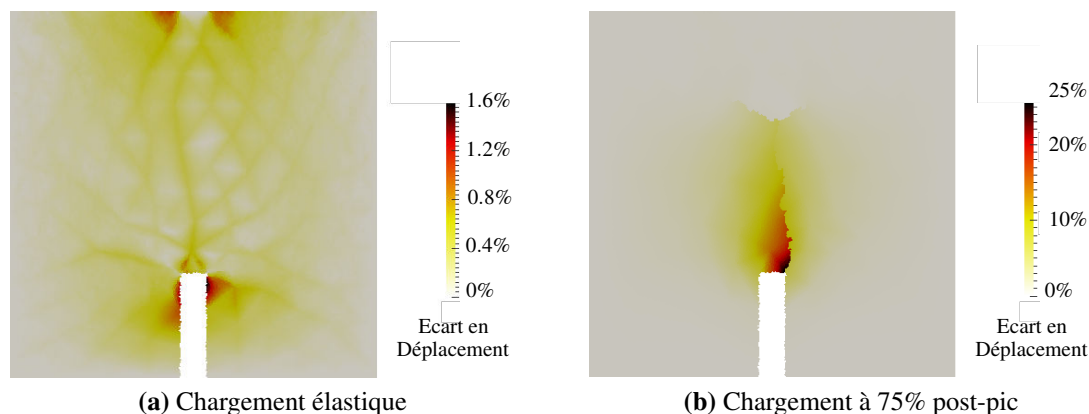 1.6%
1.2%
0.8%
0.4%
0%
Ecart en
Déplacement
(a) Chargement élastique
25%
20%
10%
0%
Ecart en
Déplacement
(b) Chargement à 75% post-pic